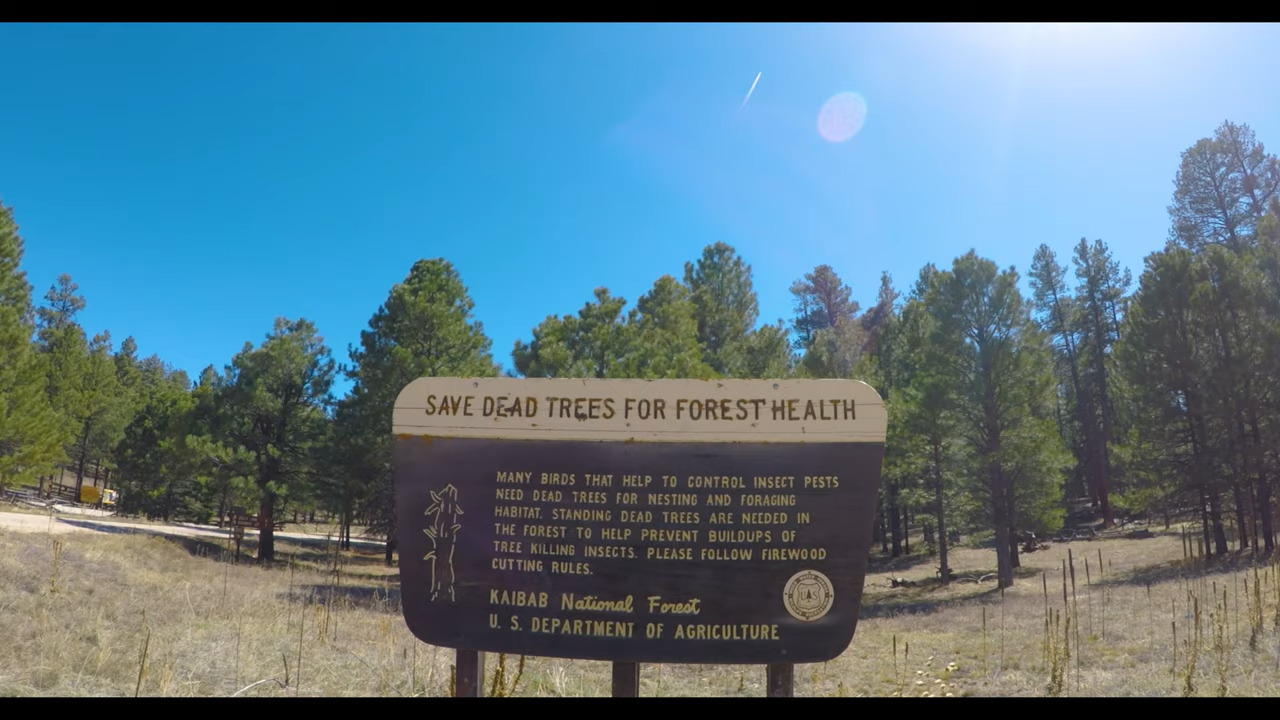 SAVE DEAD TREES FOR FOREST HEALTH
MANY BIRDS THAT HELP TO CONTROL INSECT PESTS
NEED DEAD TREES FOR NESTING AND FORAGING
HABITAT. STANDING DEAD TREES ARE NEEDED IN
THE FOREST TO HELP PREVENT BUILDUPS OF
TREE KILLING INSECTS. PLEASE FOLLOW FIREWOOD
CUTTING RULES.
KAIBAB National Forest
U. S. DEPARTMENT OF AGRICULTURE
U S